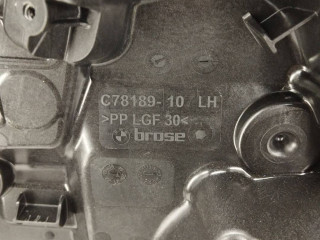 C78189- 10 LH
>PP LGF 30<
brose